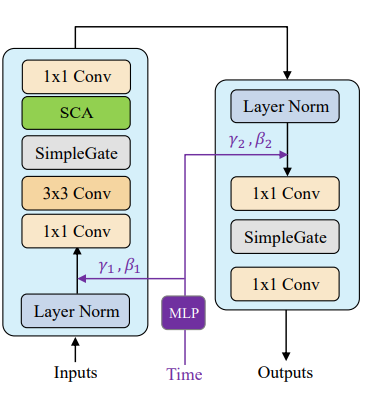 1x1 Conv
SCA
SimpleGate
3x3 Conv
1x1 Conv
γ₁,β₁
Layer Norm
Inputs
MLP
Time
Layer Norm
γ₂,β₂
1x1 Conv
SimpleGate
1x1 Conv
Outputs